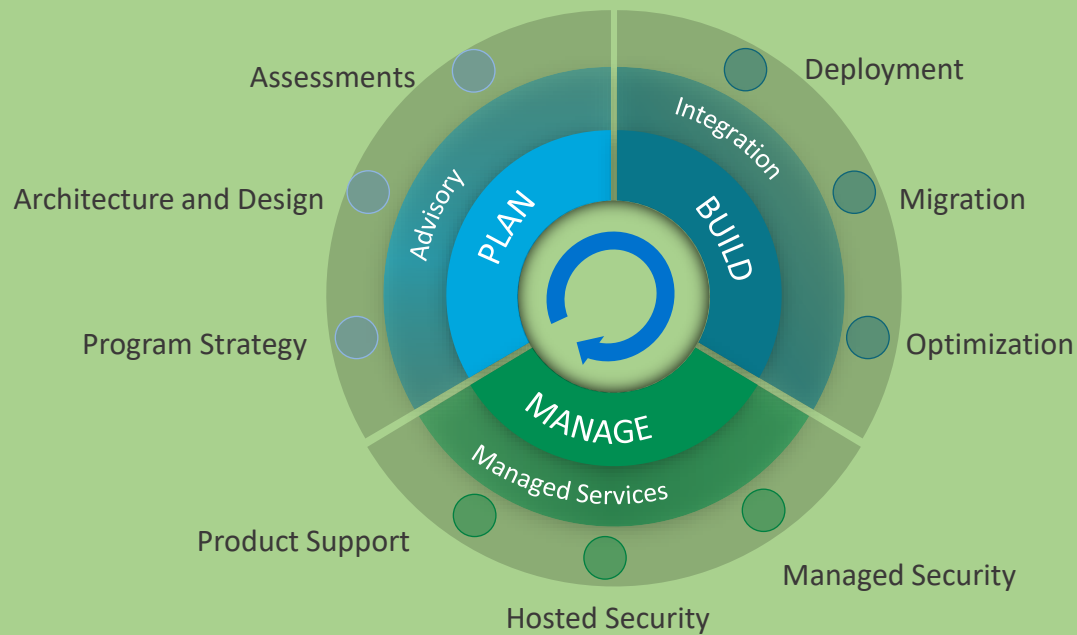 Assessments
Deployment
Integration
Architecture and Design
Advisory
PLAN
BUILD
Migration
Program Strategy
Optimization
MANAGE
Managed Services
Product Support
Managed Security
Hosted Security